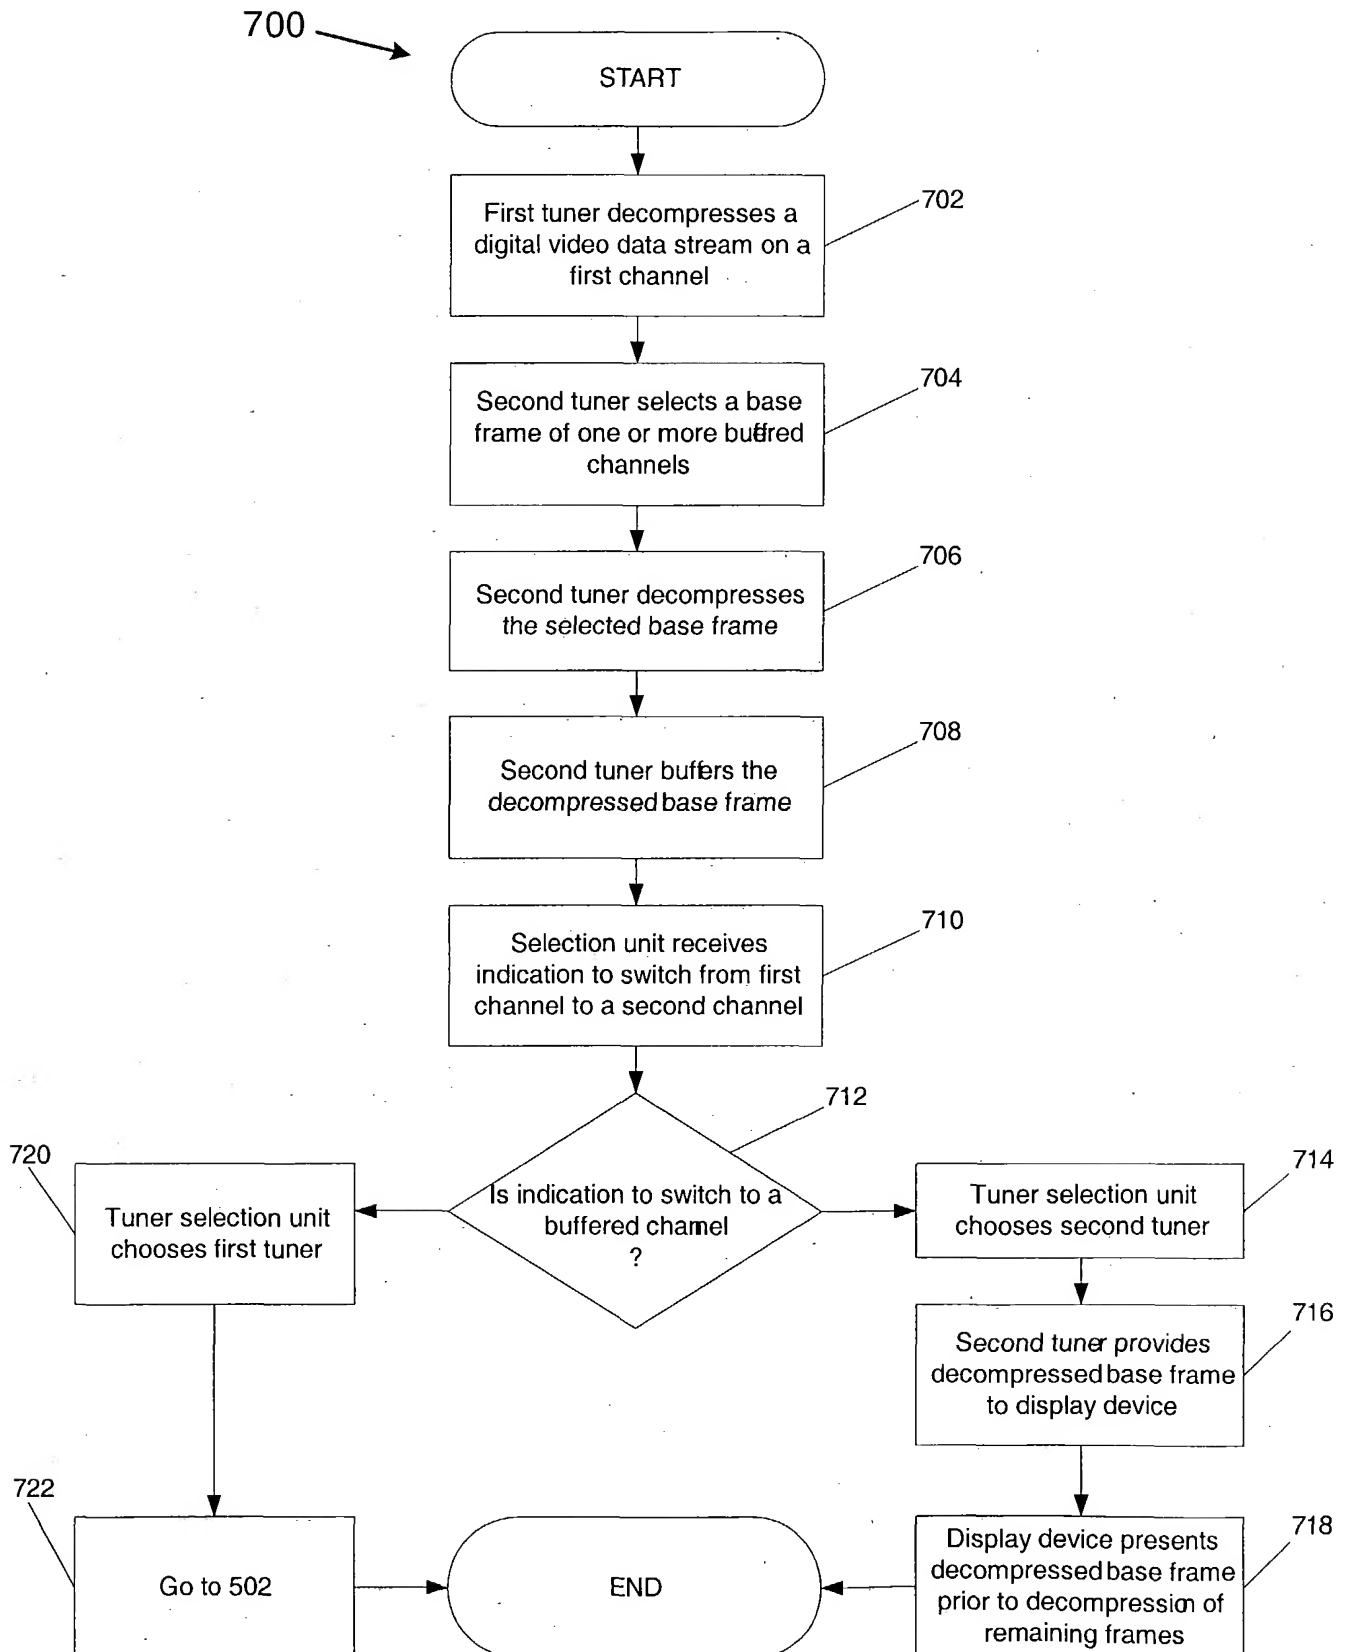 700
START
First tuner decompresses a
digital video data stream on a
first channel
702
Second tuner selects a base
frame of one or more buffred
channels
704
Second tuner decompresses
the selected base frame
706
Second tuner buffers the
decompressed base frame
708
Selection unit receives
indication to switch from first
channel to a second channel
710
Is indication to switch to a
buffered channel
?
712
Tuner selection unit
chooses first tuner
720
Tuner selection unit
chooses second tuner
714
Second tuner provides
decompressed base frame
to display device
716
Go to 502
722
END
Display device presents
decompressed base frame
prior to decompression of
remaining frames
718